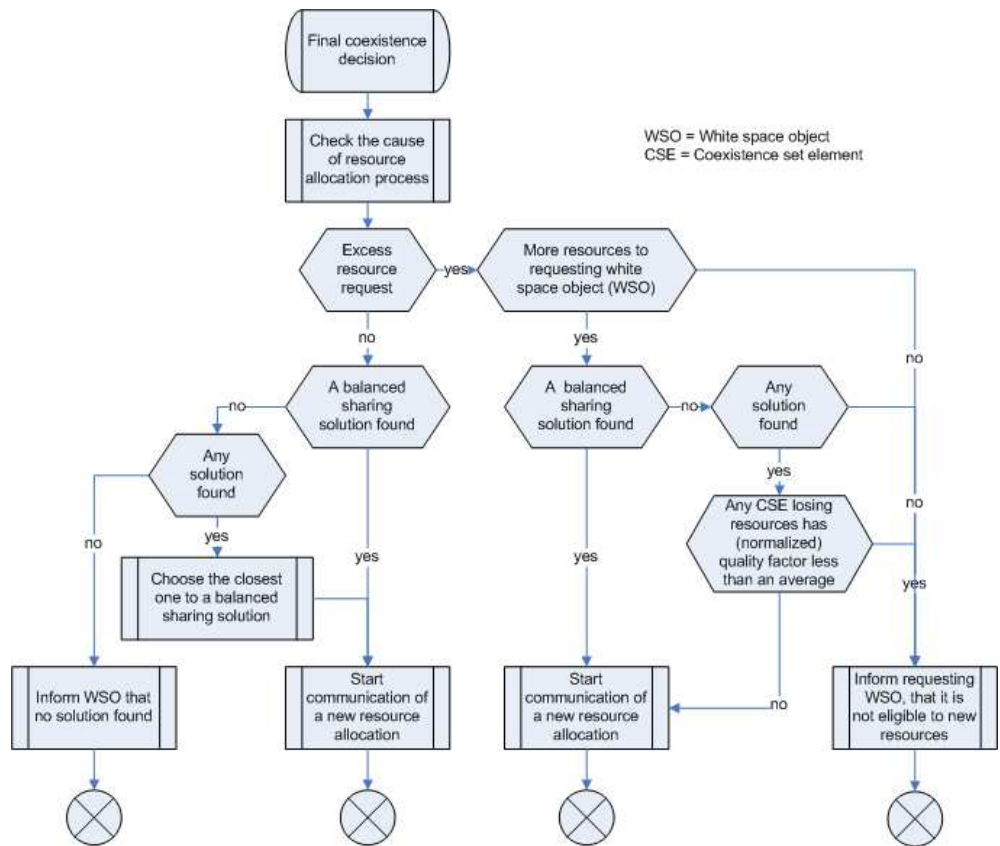 Final coexistence
decision
Check the cause
of resource
allocation process
WSO = White space object
CSE = Coexistence set element
Excess
resource
request
yes
More resources to
requesting white
space object (WSO)
no
yes
no
A balanced
sharing
solution found
A balanced
sharing
solution found
no
Any
solution
found
no
Any
solution
found
yes
no
Any CSE losing
resources has
(normalized)
quality factor less
than an average
no
yes
yes
yes
yes
Choose the closest
one to a balanced
sharing solution
Inform WSO that
no solution found
Start
communication of
a new resource
allocation
Start
communication of
a new resource
allocation
no
Inform requesting
WSO, that it is
not eligible to new
resources